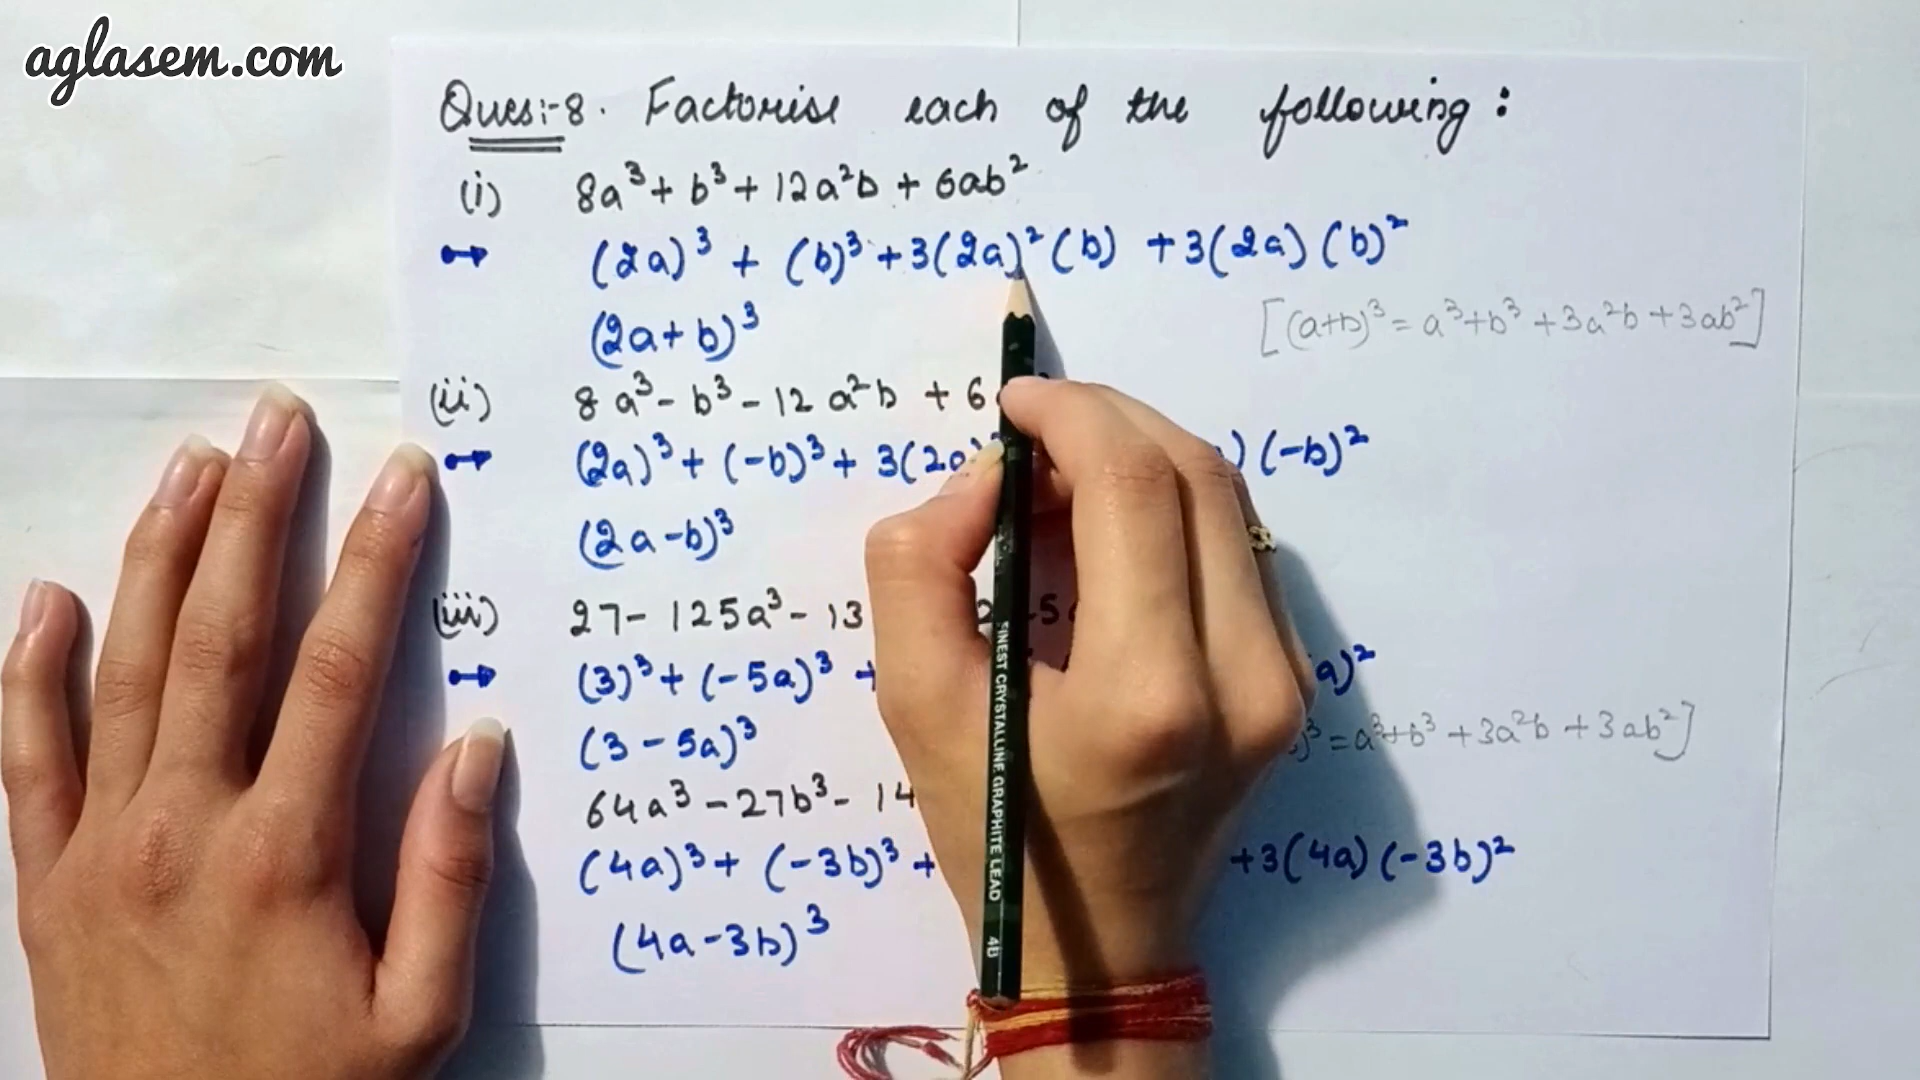 aglasem.com
Ques:-8. Factorise each of the following :
(i) 8a³ + b³ + 12a²b + 6ab²
(2a)³ + (b)³ + 3(2a)² (b) + 3(2a) (b)²
(2a + b)³
[(a+b)³ = a³+b³ + 3a²b + 3ab²]
(ii) 8a³ - b³ - 12a²b + 6
(2a)³ + (-b)³ + 3(2a) (-b)²
(2a - b)³
(iii) 27 - 125a³ - 13
(3)³ + (-5a)³ + a)²
(3 - 5a)³
)³ = a³+b³ + 3a²b + 3ab²]
64a³ - 27b³ - 14
(4a)³ + (-3b)³ + +3(4a) (-3b)²
(4a - 3b)³
FINEST CRYSTALLINE GRAPHITE LEAD 4B